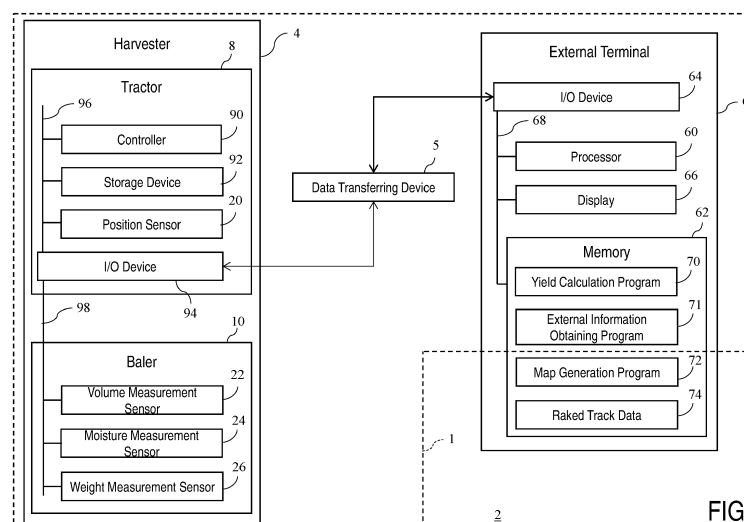 Harvester
4
8
Tractor
96
90
Controller
92
Storage Device
20
Position Sensor
I/O Device
94
98
10
Baler
22
Volume Measurement
Sensor
24
Moisture Measurement
Sensor
26
Weight Measurement Sensor
5
Data Transferring Device
External Terminal
64
I/O Device
68
60
Processor
66
Display
62
Memory
70
Yield Calculation Program
71
External Information
Obtaining Program
72
Map Generation Program
74
Raked Track Data
1
2
FIG